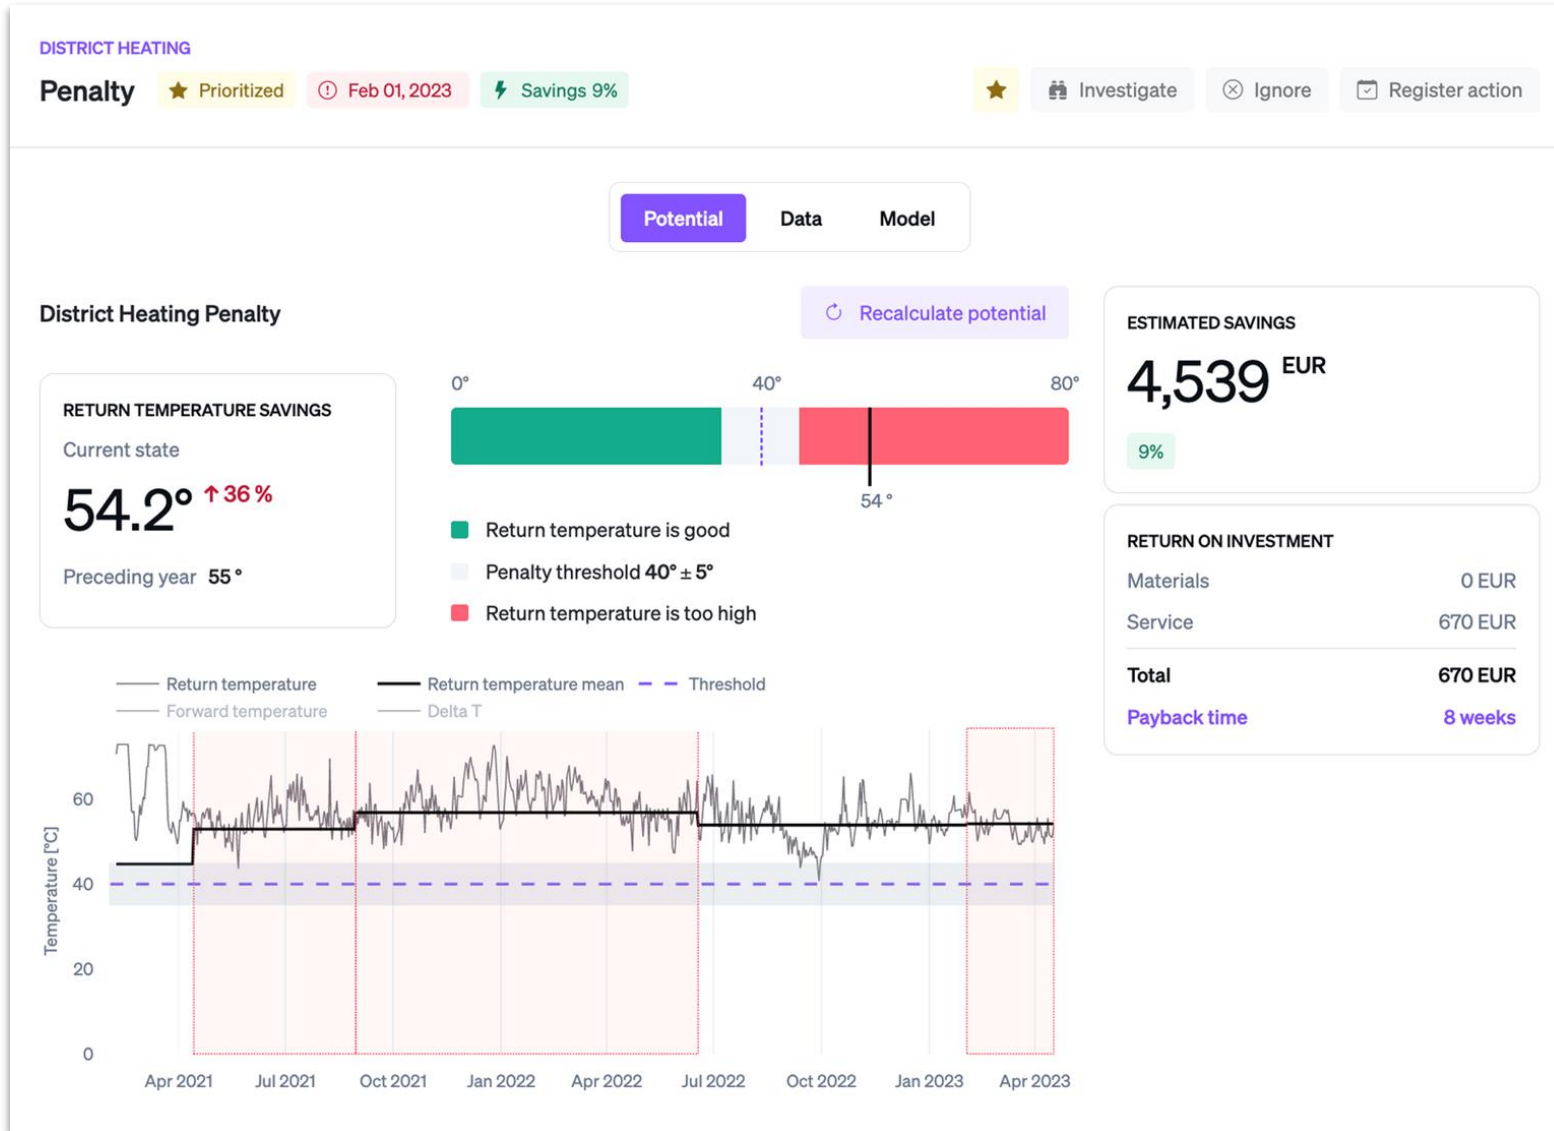 DISTRICT HEATING
Penalty Prioritized Feb 01, 2023 Savings 9% Investigate Ignore Register action
Potential Data Model
District Heating Penalty
Recalculate potential
RETURN TEMPERATURE SAVINGS
Current state
54.2° ↑ 36 %
Preceding year 55 °
0° 40° 80°
54 °
Return temperature is good
Penalty threshold 40° ± 5°
Return temperature is too high
ESTIMATED SAVINGS
4,539 EUR
9%
RETURN ON INVESTMENT
Materials 0 EUR
Service 670 EUR
Total 670 EUR
Payback time 8 weeks
Return temperature Return temperature mean Threshold
Forward temperature Delta T
Temperature [°C]
60
40
20
0
Apr 2021 Jul 2021 Oct 2021 Jan 2022 Apr 2022 Jul 2022 Oct 2022 Jan 2023 Apr 2023